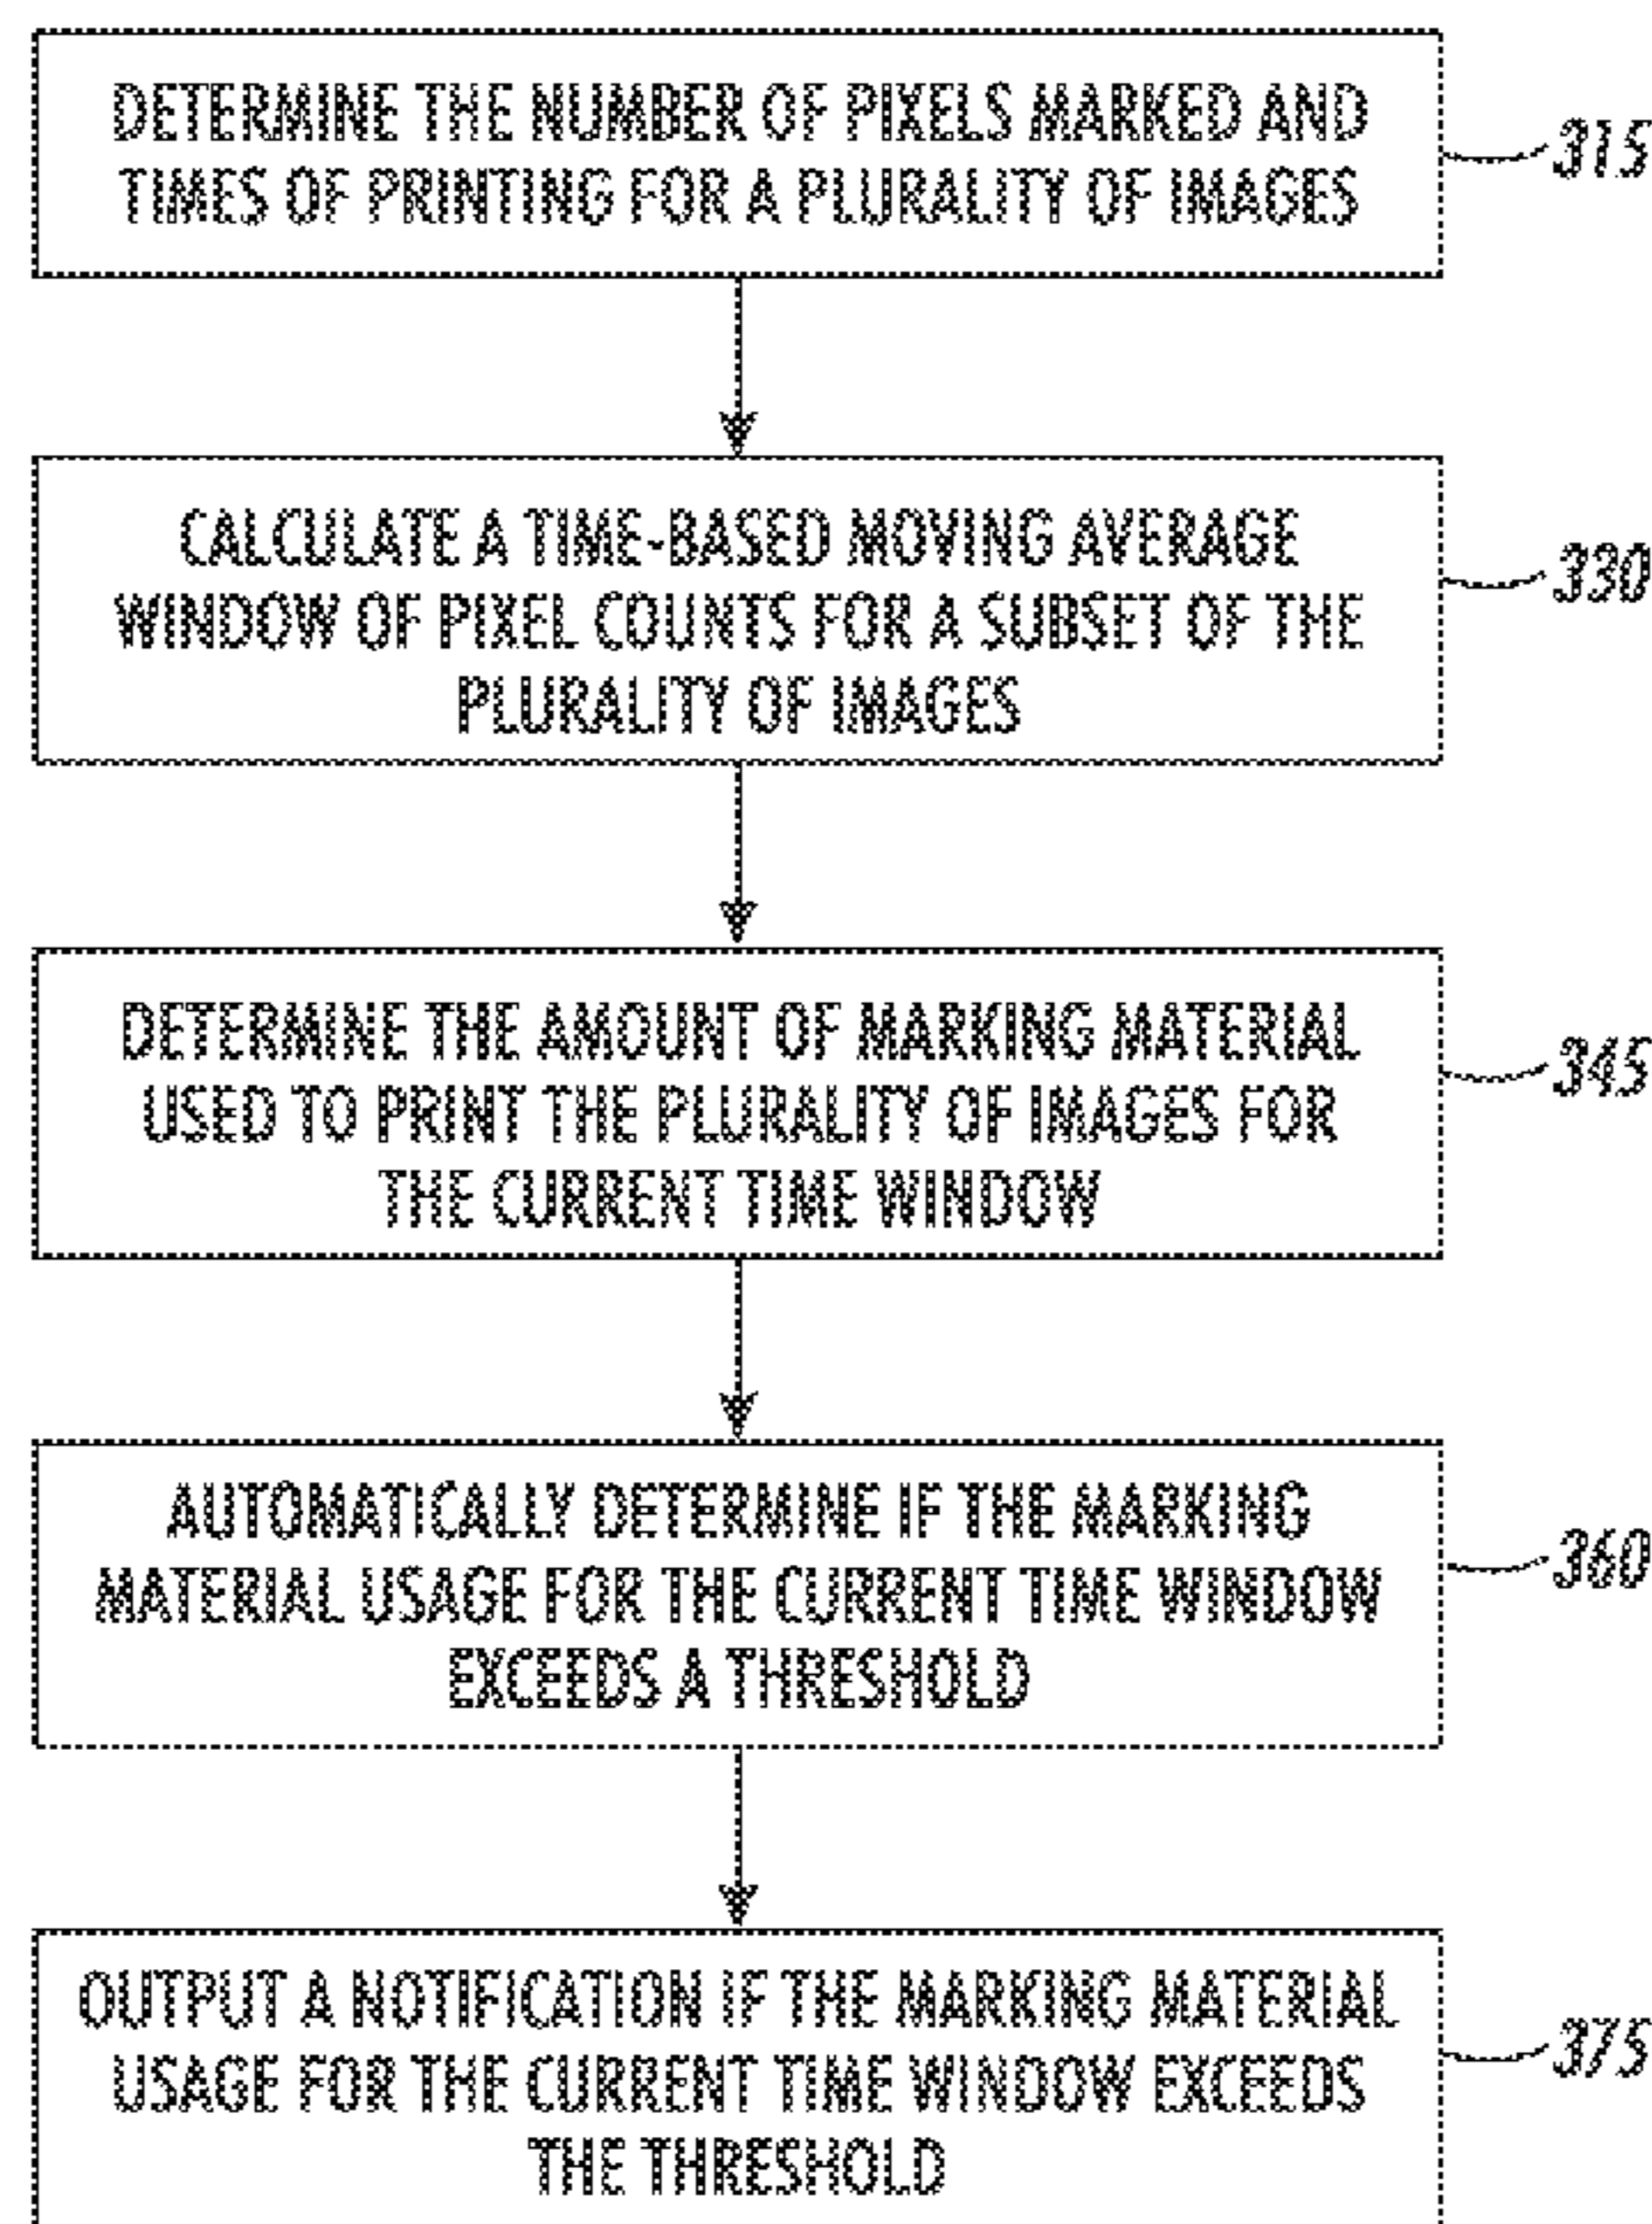 DETERMINE THE NUMBER OF PIXELS MARKED AND
TIMES OF PRINTING FOR A PLURALITY OF IMAGES
315
CALCULATE A TIME-BASED MOVING AVERAGE
WINDOW OF PIXEL COUNTS FOR A SUBSET OF THE
PLURALITY OF IMAGES
330
DETERMINE THE AMOUNT OF MARKING MATERIAL
USED TO PRINT THE PLURALITY OF IMAGES FOR
THE CURRENT TIME WINDOW
345
AUTOMATICALLY DETERMINE IF THE MARKING
MATERIAL USAGE FOR THE CURRENT TIME WINDOW
EXCEEDS A THRESHOLD
360
OUTPUT A NOTIFICATION IF THE MARKING MATERIAL
USAGE FOR THE CURRENT TIME WINDOW EXCEEDS
THE THRESHOLD
375